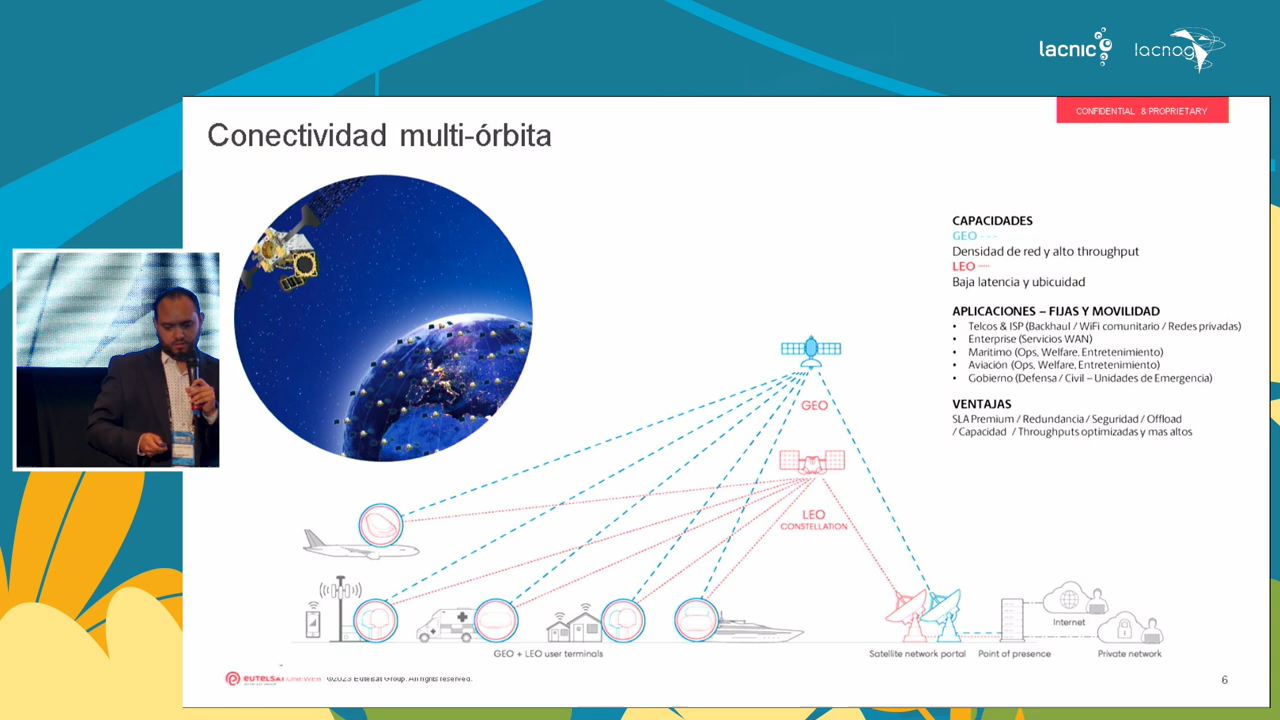 lacnic
lacnog
CONFIDENTIAL & PROPRIETARY
Conectividad multi-órbita
CAPACIDADES
GEO - - -
Densidad de red y alto throughput
LEO —
Baja latencia y ubicuidad
APLICACIONES – FIJAS Y MOVILIDAD
• Telcos & ISP (Backhaul / WiFi comunitario / Redes privadas)
• Enterprise (Servicios WAN)
• Maritimo (Ops, Welfare, Entretenimiento)
• Aviación (Ops, Welfare, Entretenimiento)
• Gobierno (Defensa / Civil – Unidades de Emergencia)
VENTAJAS
SLA Premium / Redundancia / Seguridad / Offload
/ Capacidad / Throughputs optimizadas y mas altos
GEO
LEO
CONSTELLATION
Internet
GEO + LEO user terminals
Satellite network portal
Point of presence
Private network
EUTELSAT ONEWEB ©2023 Eutelsat Group. All rights reserved.
6